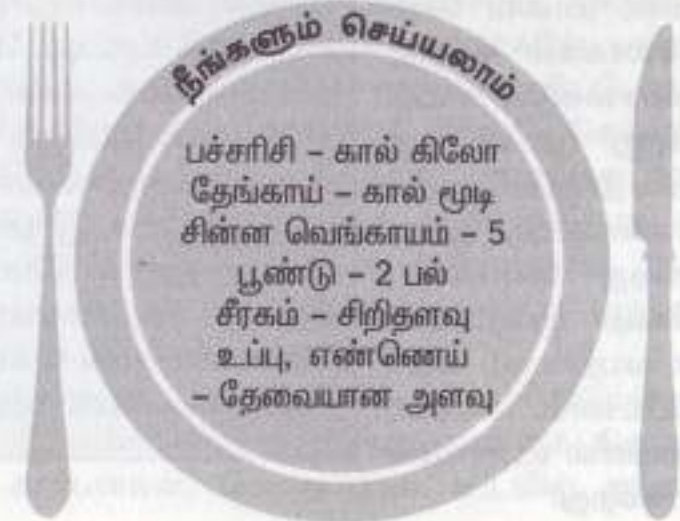 நீங்களும் செய்யலாம்
பச்சரிசி – கால் கிலோ
தேங்காய் – கால் மூடி
சின்ன வெங்காயம் – 5
பூண்டு – 2 பல்
சீரகம் – சிறிதளவு
உப்பு, எண்ணெய்
– தேவையான அளவு